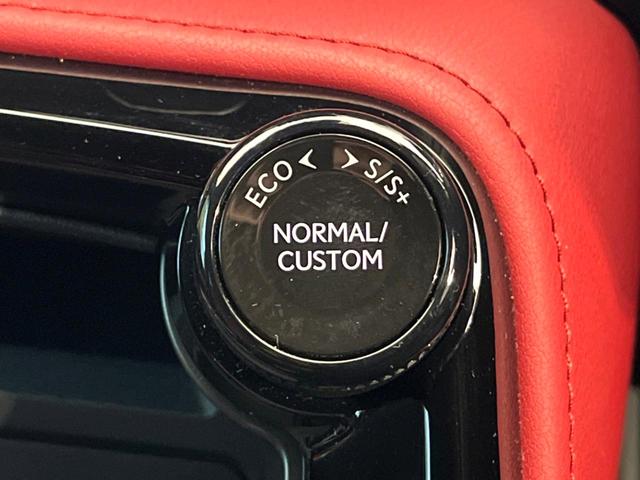 ECO < > S/S+
NORMAL/
CUSTOM